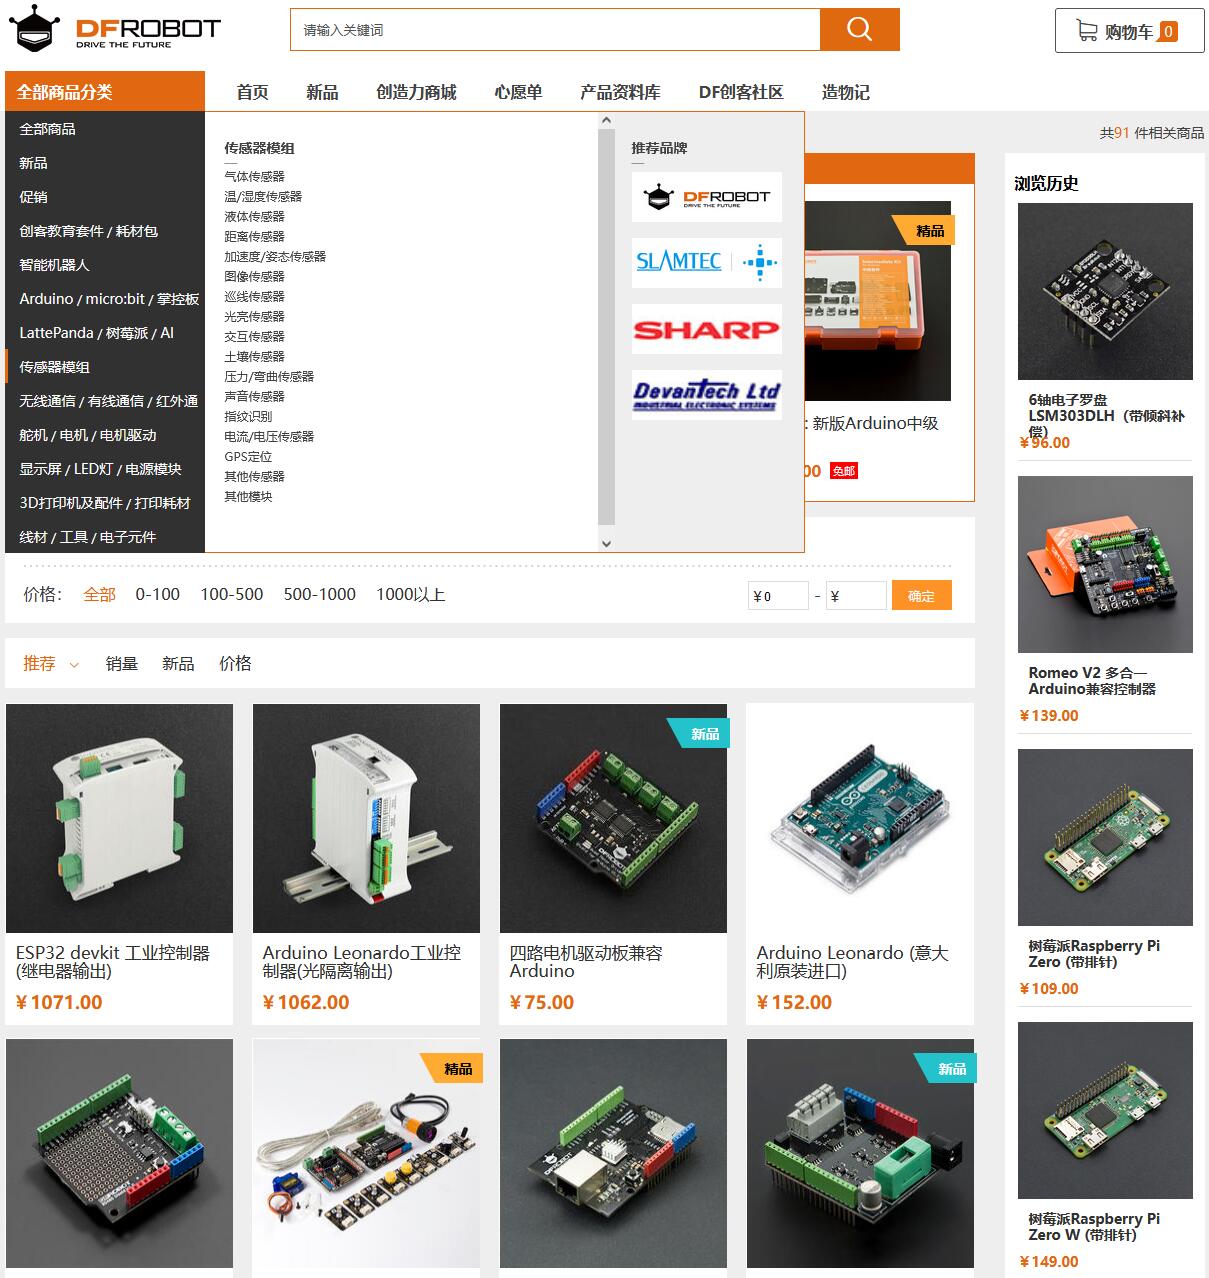 DFROBOT
DRIVE THE FUTURE
请输入关键词
购物车 0
全部商品分类
首页 新品 创造力商城 心愿单 产品资料库 DF创客社区 造物记
全部商品
新品
促销
创客教育套件 / 耗材包
智能机器人
Arduino / micro:bit / 掌控板
LattePanda / 树莓派 / AI
传感器模组
无线通信 / 有线通信 / 红外通
舵机 / 电机 / 电机驱动
显示屏 / LED灯 / 电源模块
3D打印机及配件 / 打印耗材
线材 / 工具 / 电子元件
传感器模组
气体传感器
温/湿度传感器
液体传感器
距离传感器
加速度/姿态传感器
图像传感器
巡线传感器
光亮传感器
交互传感器
土壤传感器
压力/弯曲传感器
声音传感器
指纹识别
电流/电压传感器
GPS定位
其他传感器
其他模块
推荐品牌
DFROBOT
DRIVE THE FUTURE
SLAMTEC
SHARP
DevanTech Ltd
INDUSTRIAL ELECTRONIC SYSTEMS
共91 件相关商品
精品
: 新版Arduino中级
00 免邮
浏览历史
6轴电子罗盘
LSM303DLH（带倾斜补
偿）
￥96.00
Romeo V2 多合一
Arduino兼容控制器
￥139.00
树莓派Raspberry Pi
Zero (带排针)
￥109.00
树莓派Raspberry Pi
Zero W (带排针)
￥149.00
价格： 全部 0-100 100-500 500-1000 1000以上 ￥0 - ￥ 确定
推荐 销量 新品 价格
新品
ESP32 devkit 工业控制器
(继电器输出)
￥1071.00
Arduino Leonardo工业控
制器(光隔离输出)
￥1062.00
四路电机驱动板兼容
Arduino
￥75.00
Arduino Leonardo (意大
利原装进口)
￥152.00
精品
新品